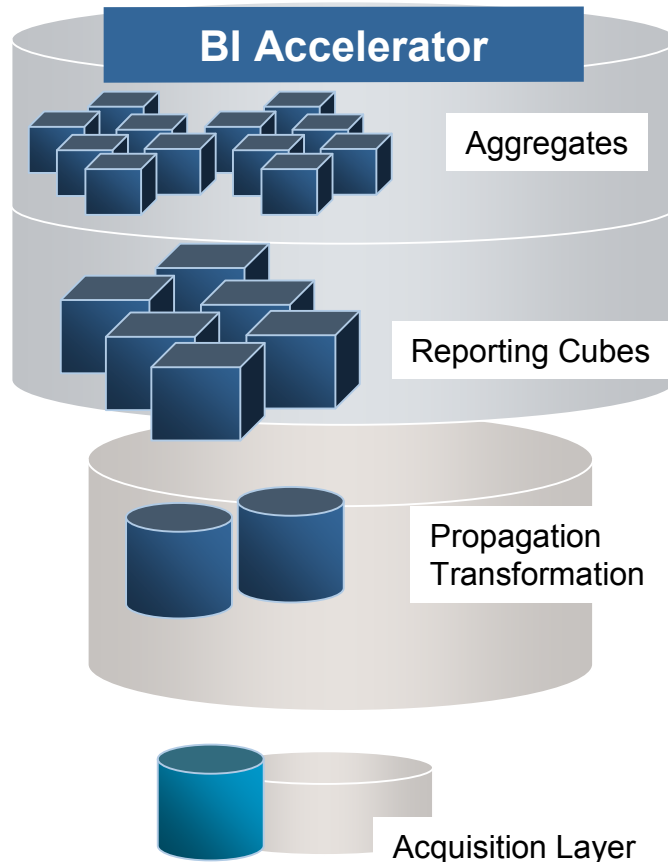 BI Accelerator
Aggregates
Reporting Cubes
Propagation
Transformation
Acquisition Layer